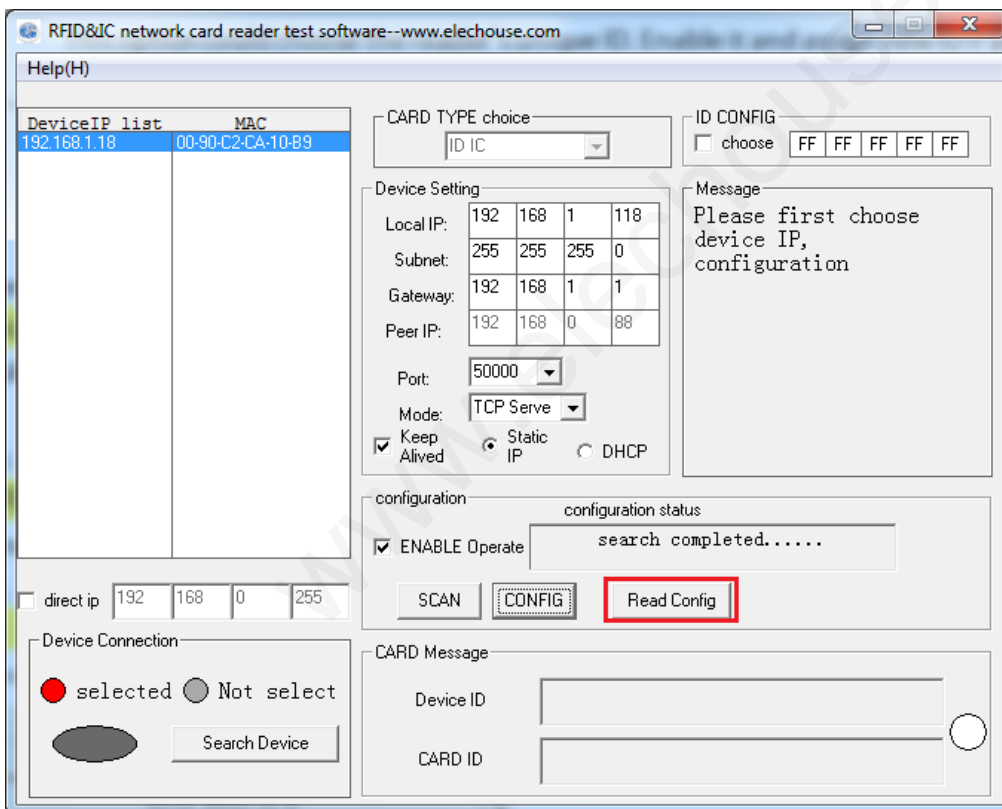 RFID&IC network card reader test software--www.elechouse.com
Help(H)
DeviceIP list MAC
192.168.1.18 00-90-C2-CA-10-B9
direct ip 192 168 0 255
Device Connection
selected Not select
Search Device
CARD TYPE choice
ID IC
ID CONFIG
choose FF FF FF FF FF
Device Setting
Local IP: 192 168 1 118
Subnet: 255 255 255 0
Gateway: 192 168 1 1
Peer IP: 192 168 0 88
Port: 50000
Mode: TCP Serve
Keep
Alived
Static
IP
DHCP
Message
Please first choose
device IP,
configuration
configuration
configuration status
ENABLE Operate search completed......
SCAN CONFIG Read Config
CARD Message
Device ID
CARD ID
www.elechouse